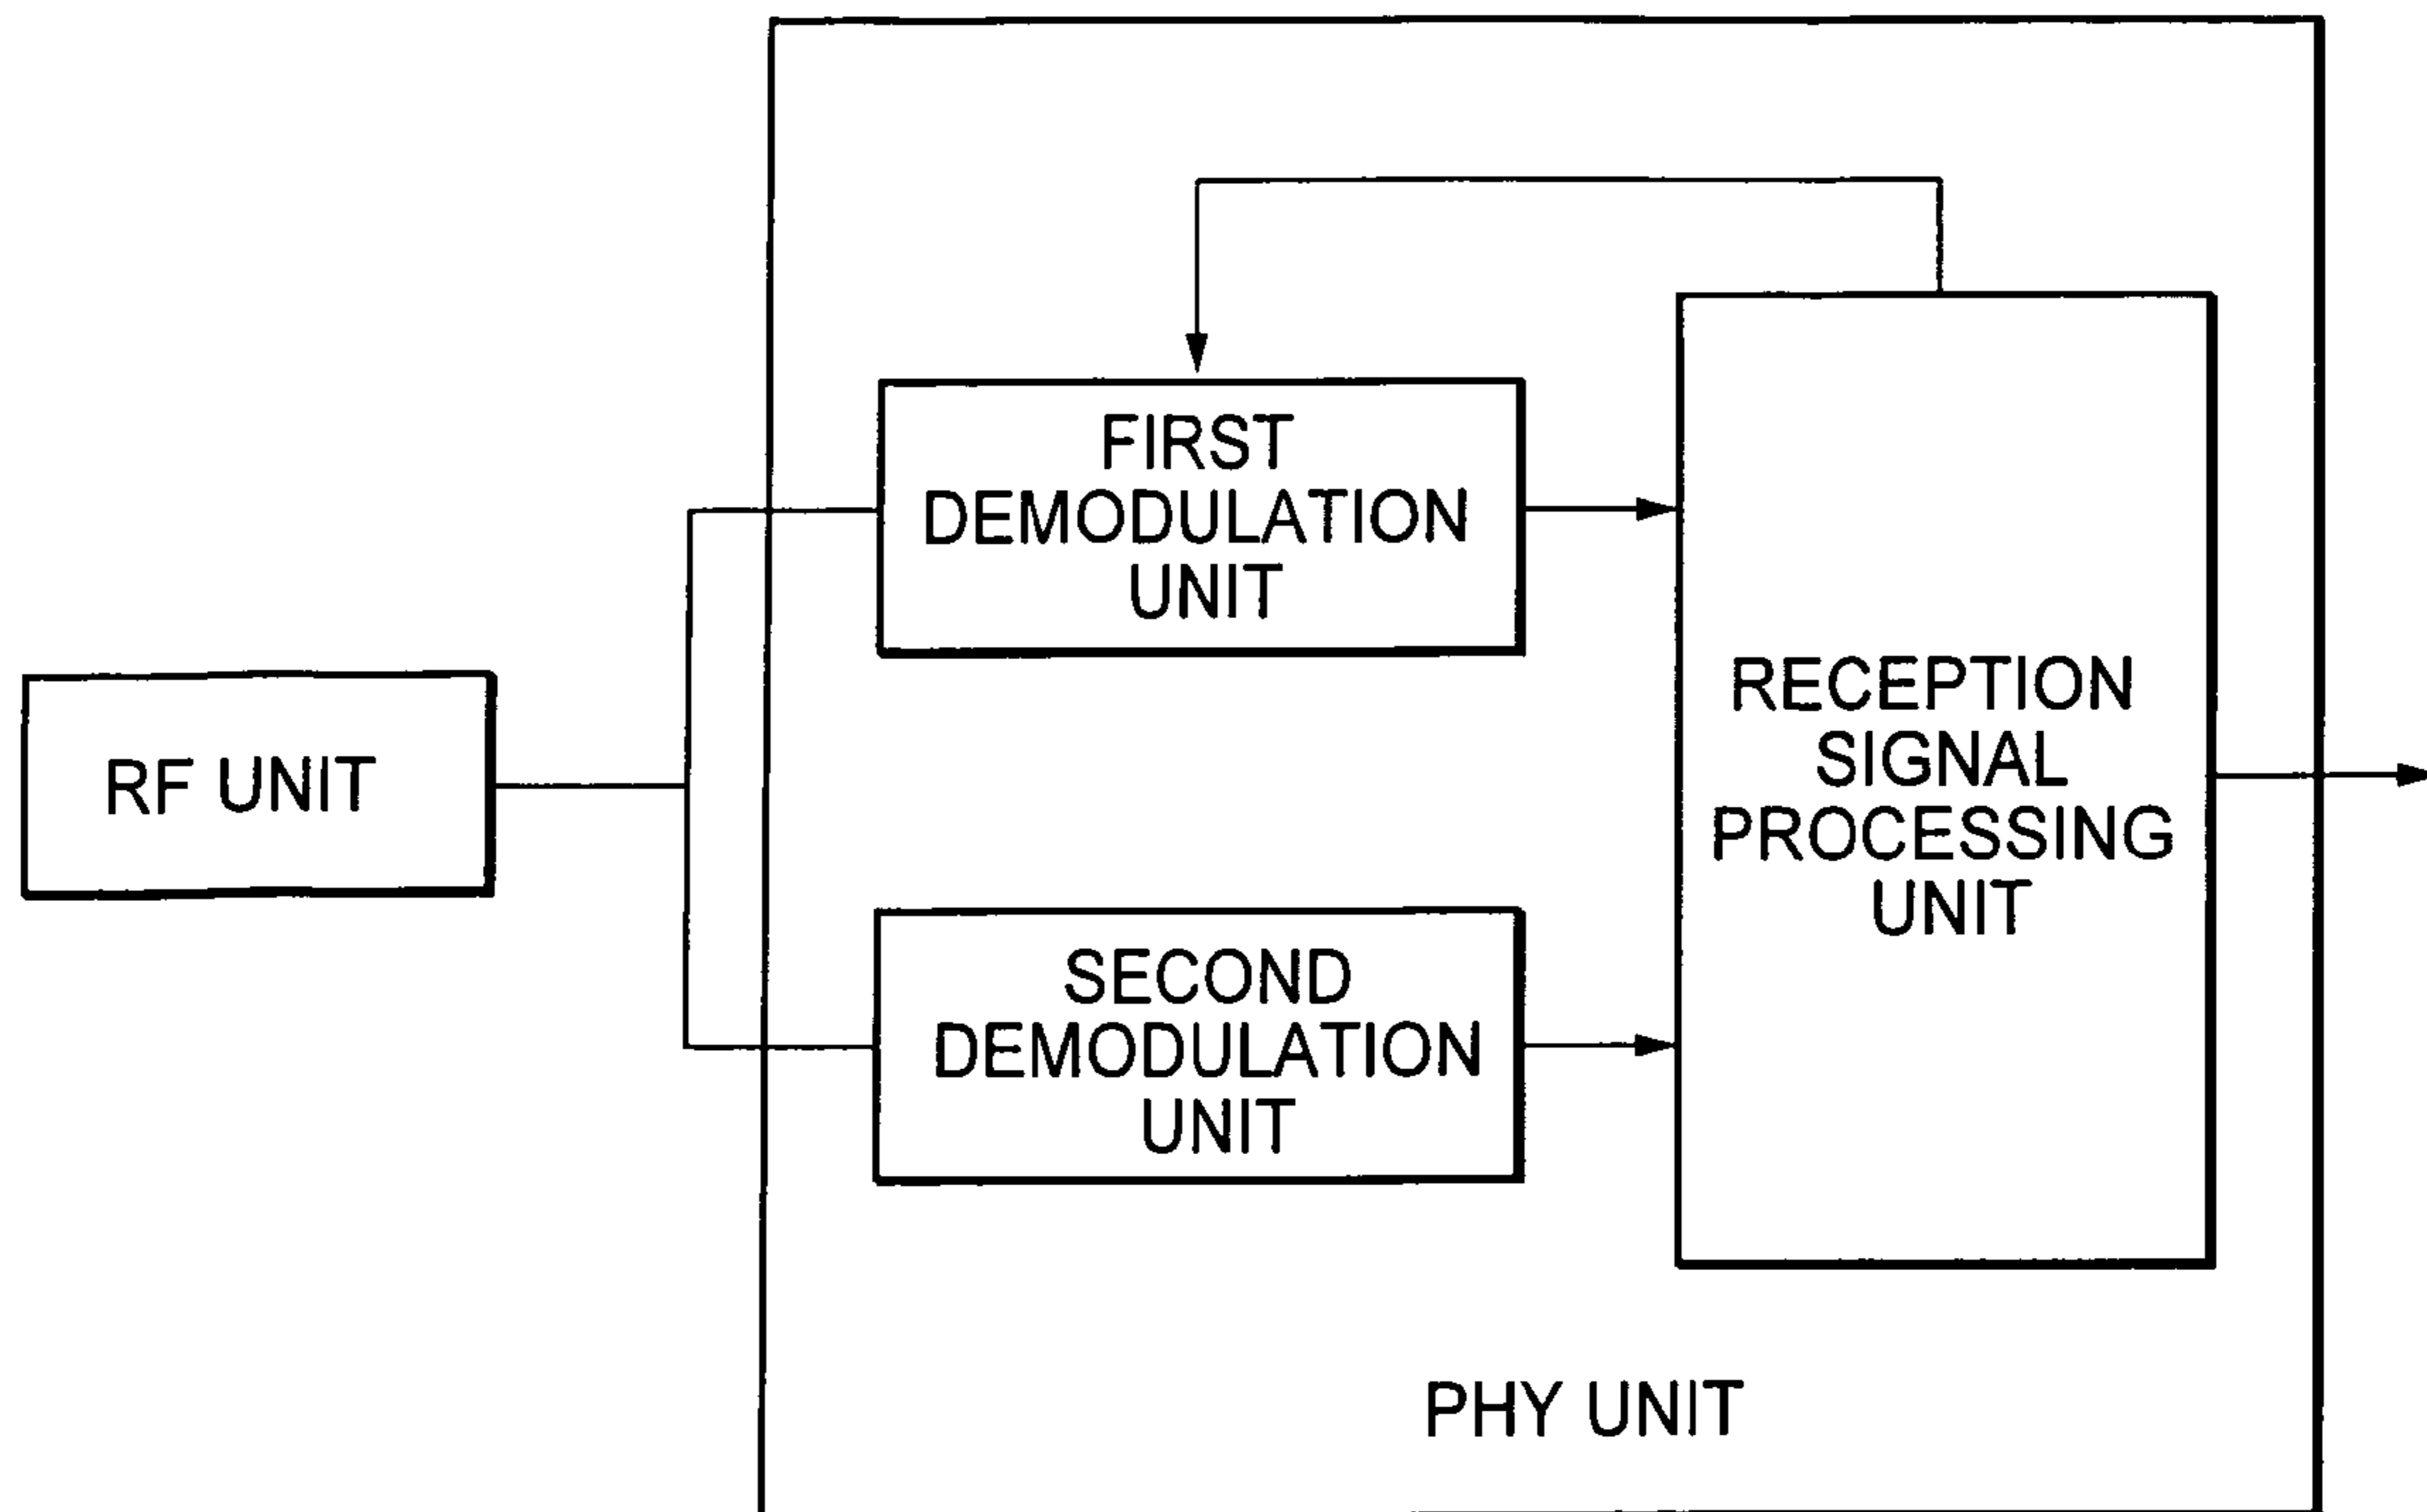 FIRST
DEMODULATION
UNIT
RF UNIT
RECEPTION
SIGNAL
PROCESSING
UNIT
SECOND
DEMODULATION
UNIT
PHY UNIT